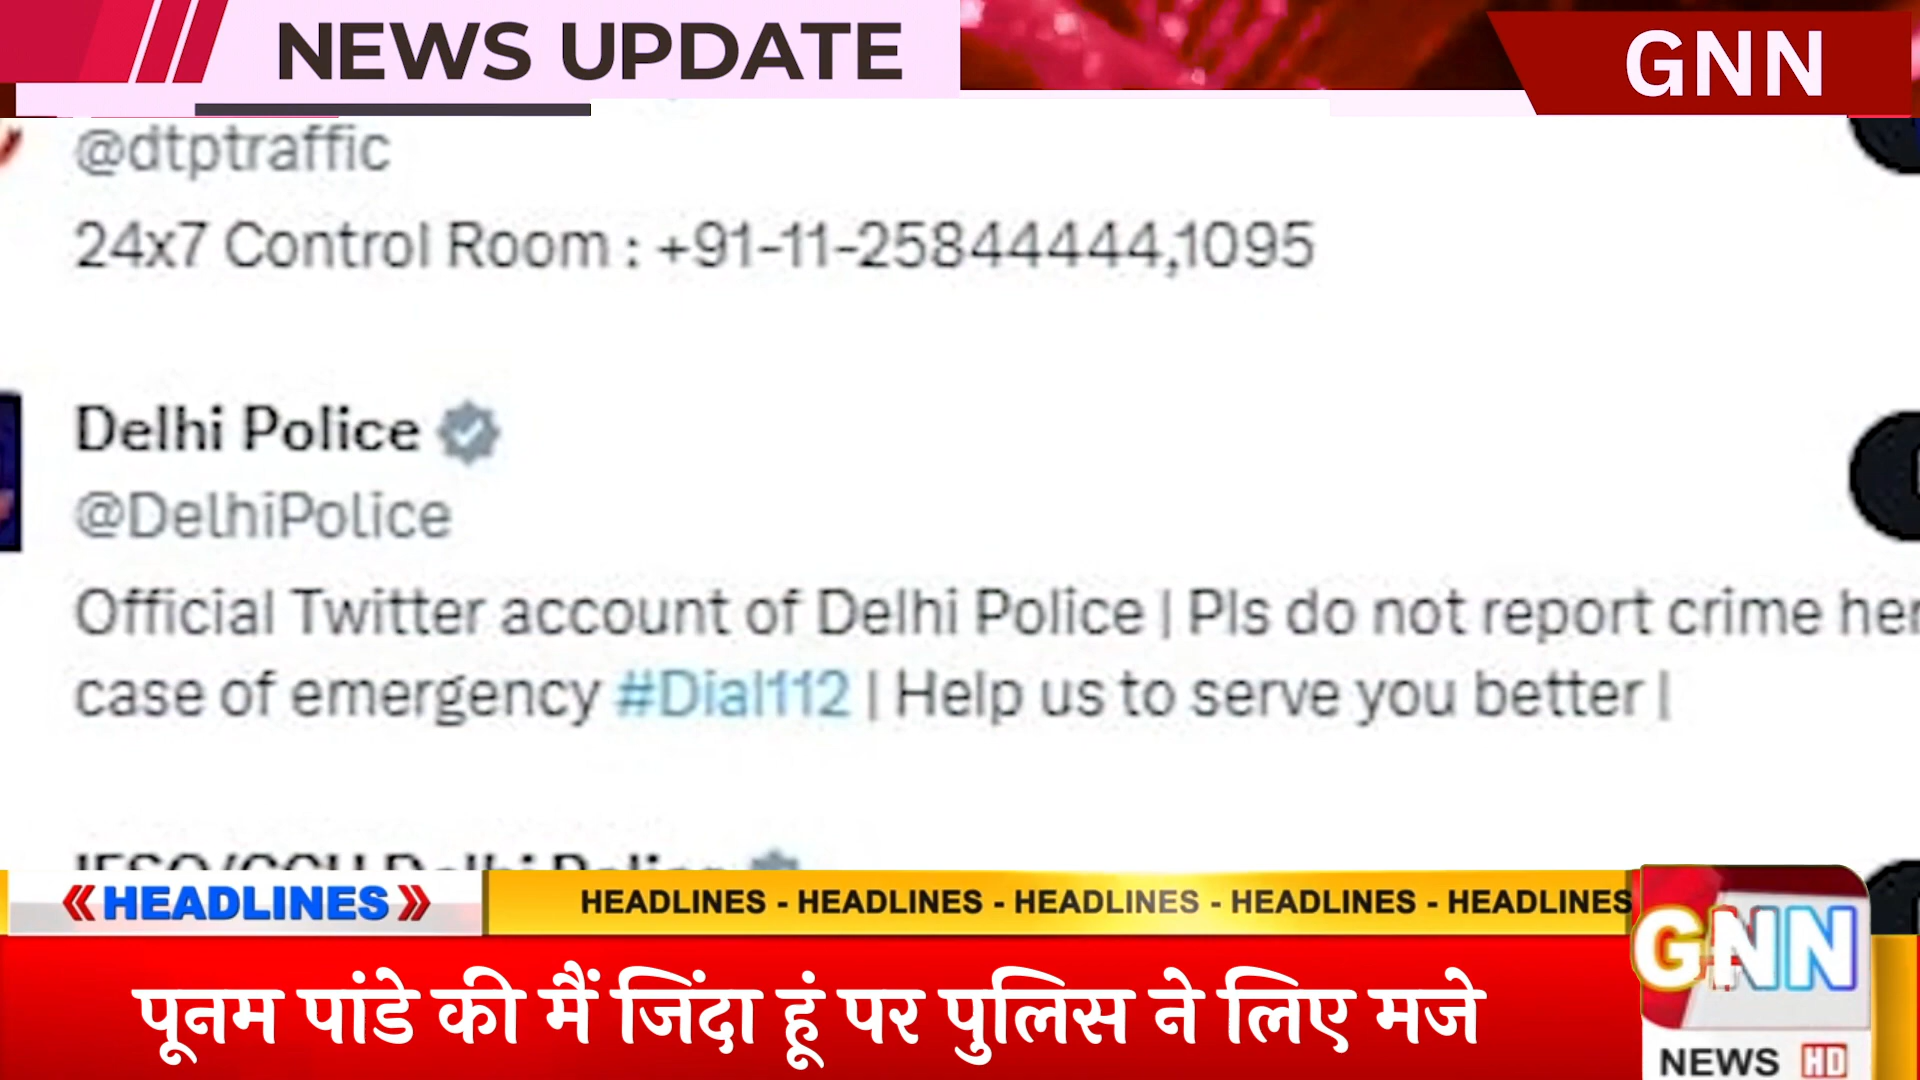 NEWS UPDATE
GNN
@dtptraffic
24x7 Control Room : +91-11-25844444,1095
Delhi Police
@DelhiPolice
Official Twitter account of Delhi Police | Pls do not report crime
case of emergency #Dial112 | Help us to serve you better |
Delhi Police
HEADLINES
HEADLINES - HEADLINES - HEADLINES - HEADLINES - HEADLINES
GNN
पूनम पांडे की मैं जिंदा हूं पर पुलिस ने लिए मजे
NEWS HD